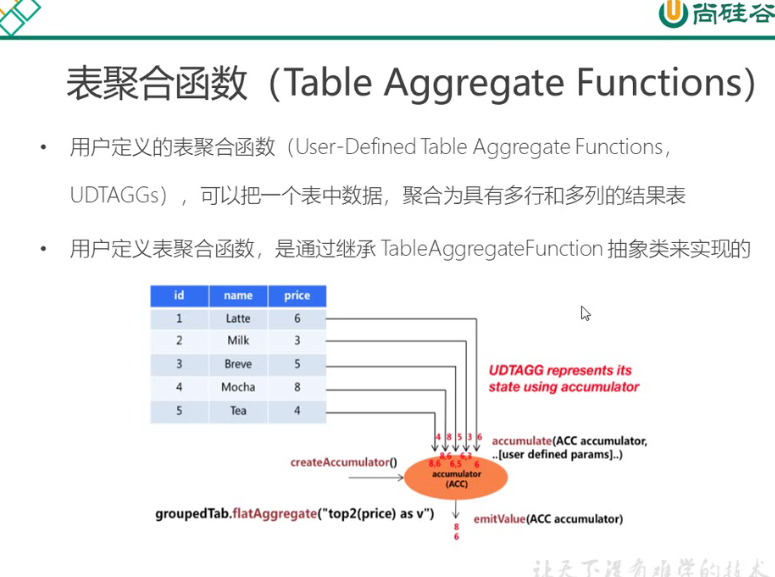 尚硅谷
表聚合函数（Table Aggregate Functions）
• 用户定义的表聚合函数（User-Defined Table Aggregate Functions，
UDTAGGs），可以把一个表中数据，聚合为具有多行和多列的结果表
• 用户定义表聚合函数，是通过继承 TableAggregateFunction 抽象类来实现的
id name price
1 Latte 6
2 Milk 3
3 Breve 5
4 Mocha 8
5 Tea 4
UDTAGG represents its
state using accumulator
4 8 5 3 6
accumulate(ACC accumulator,
..[user defined params]..)
8,6 6,3
8,6 6,5 6
createAccumulator()
accumulator
(ACC)
groupedTab.flatAggregate("top2(price) as v")
8
6
emitValue(ACC accumulator)
让天下没有难学的技术